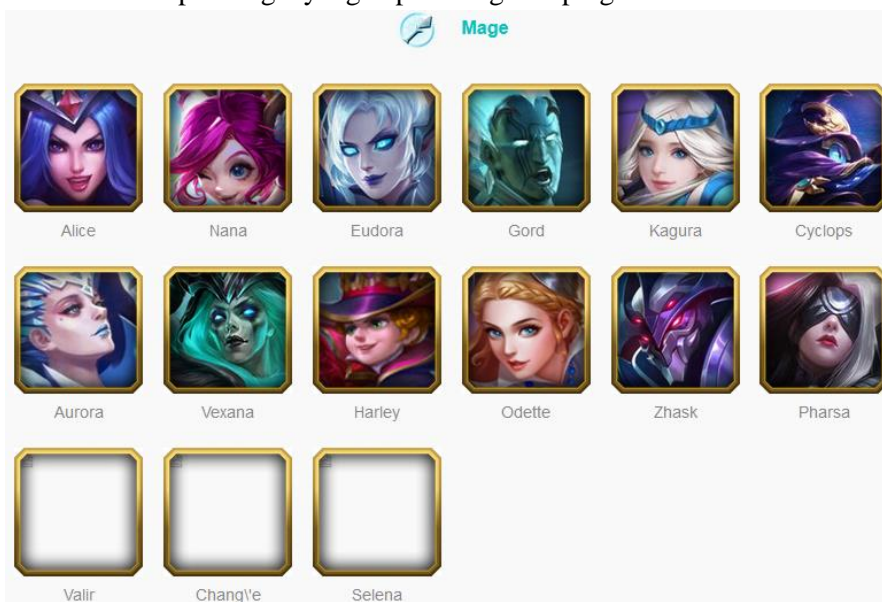 Mage
Alice Nana Eudora Gord Kagura Cyclops
Aurora Vexana Harley Odette Zhask Pharsa
Valir Chang\'e Selena